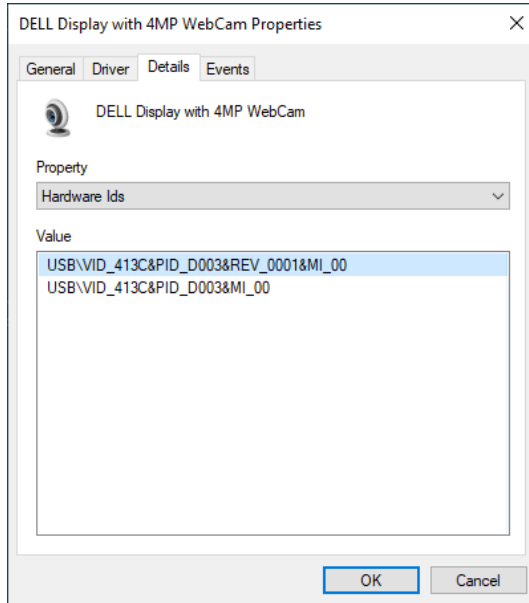 DELL Display with 4MP WebCam Properties
General Driver Details Events
DELL Display with 4MP WebCam
Property
Hardware Ids
Value
USB\VID_413C&PID_D003&REV_0001&MI_00
USB\VID_413C&PID_D003&MI_00
OK Cancel